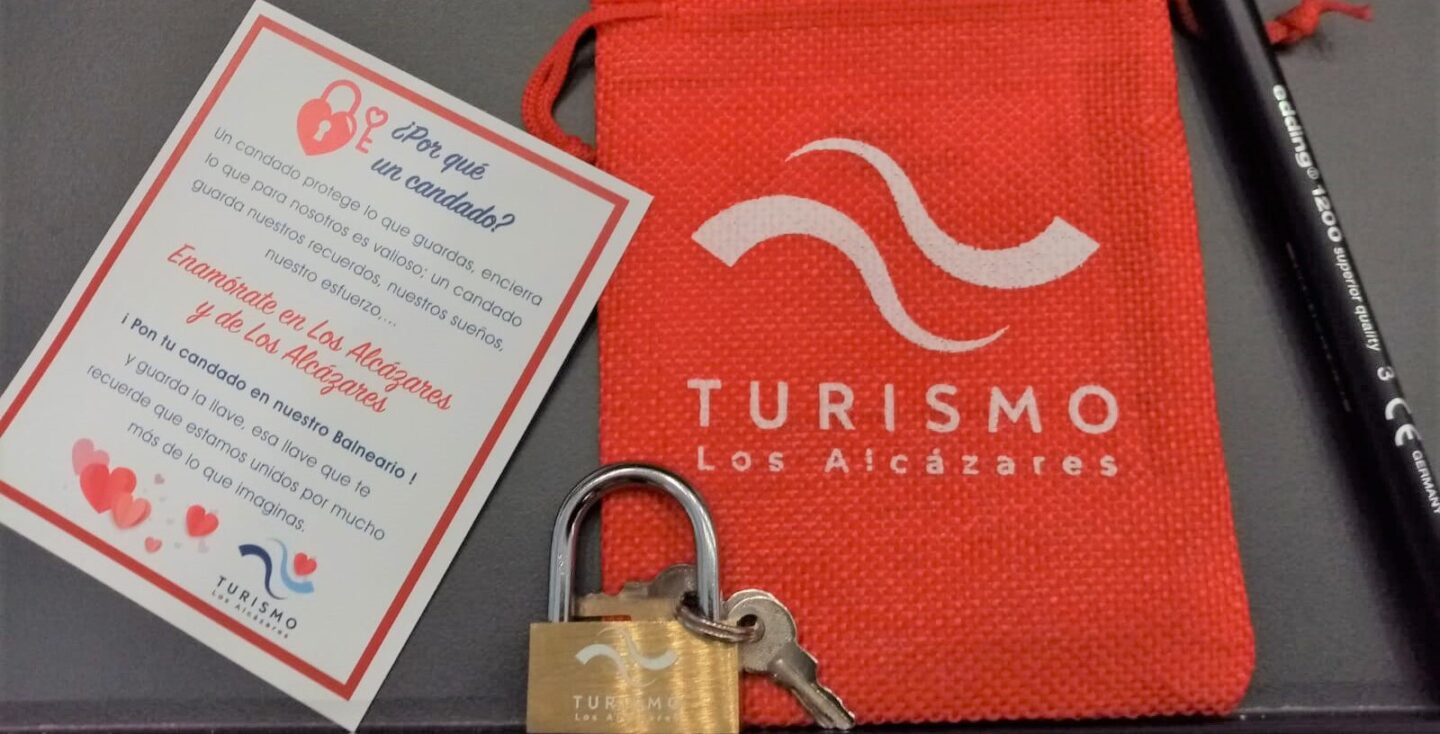 ¿Por qué
un candado?
Un candado protege lo que guardas, encierra
lo que para nosotros es valioso; un candado
guarda nuestros recuerdos, nuestros sueños,
nuestro esfuerzo,...
Enamórate en Los Alcázares
y de Los Alcázares
¡ Pon tu candado en nuestro Balneario !
y guarda la llave, esa llave que te
recuerde que estamos unidos por mucho
más de lo que imaginas.
TURISMO
Los Alcázares
TURISMO
Los Alcázares
TURISMO
Los Alcázares
edding® 1200 superior quality 3 CE GERMANY